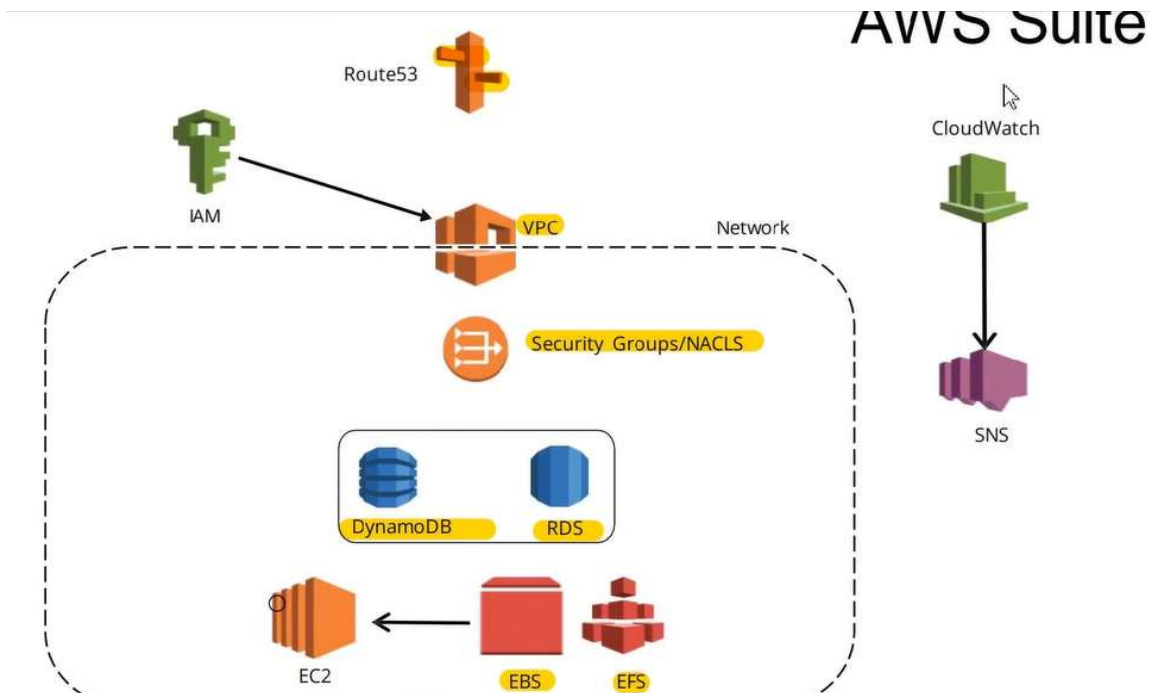 AWS Suite
Route53
CloudWatch
IAM
VPC
Network
Security Groups/NACLS
SNS
DynamoDB
RDS
EC2
EBS
EFS